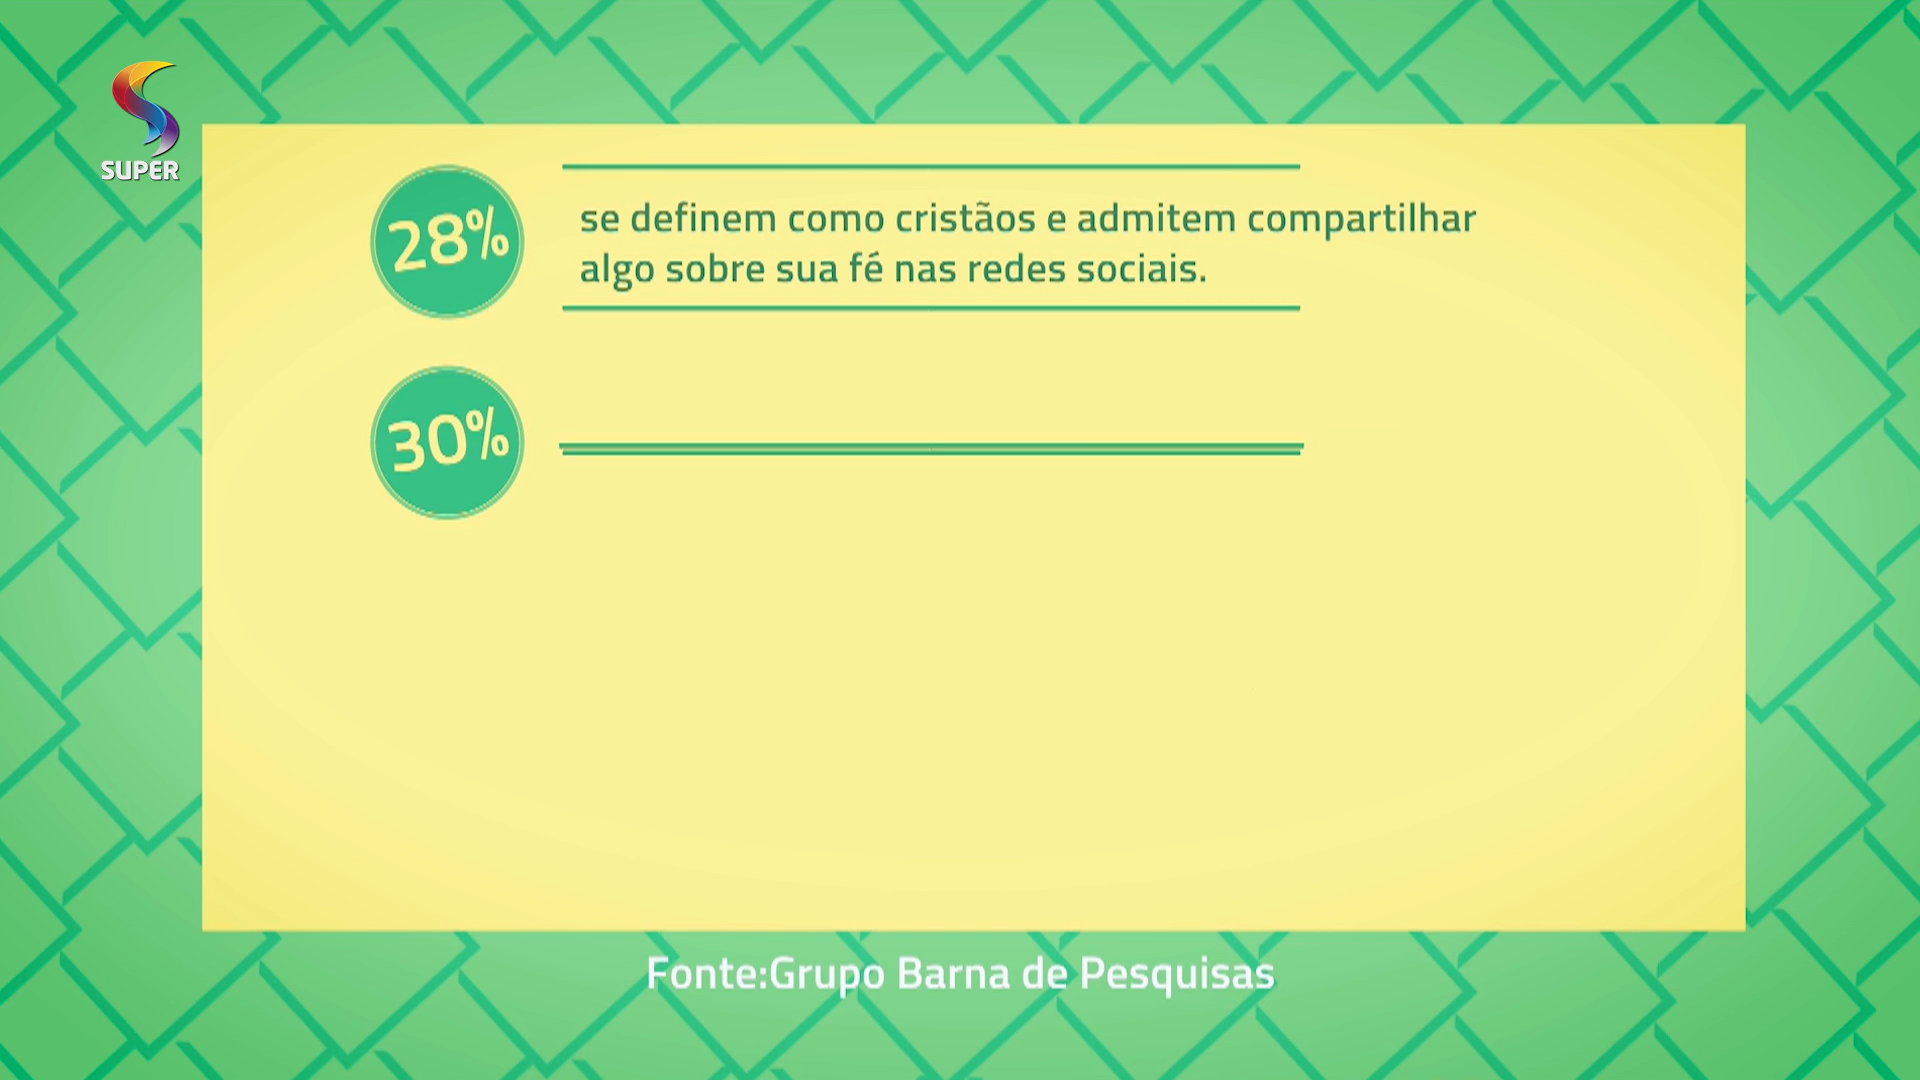 SUPER
28%
se definem como cristãos e admitem compartilhar
algo sobre sua fé nas redes sociais.
30%
Fonte:Grupo Barna de Pesquisas